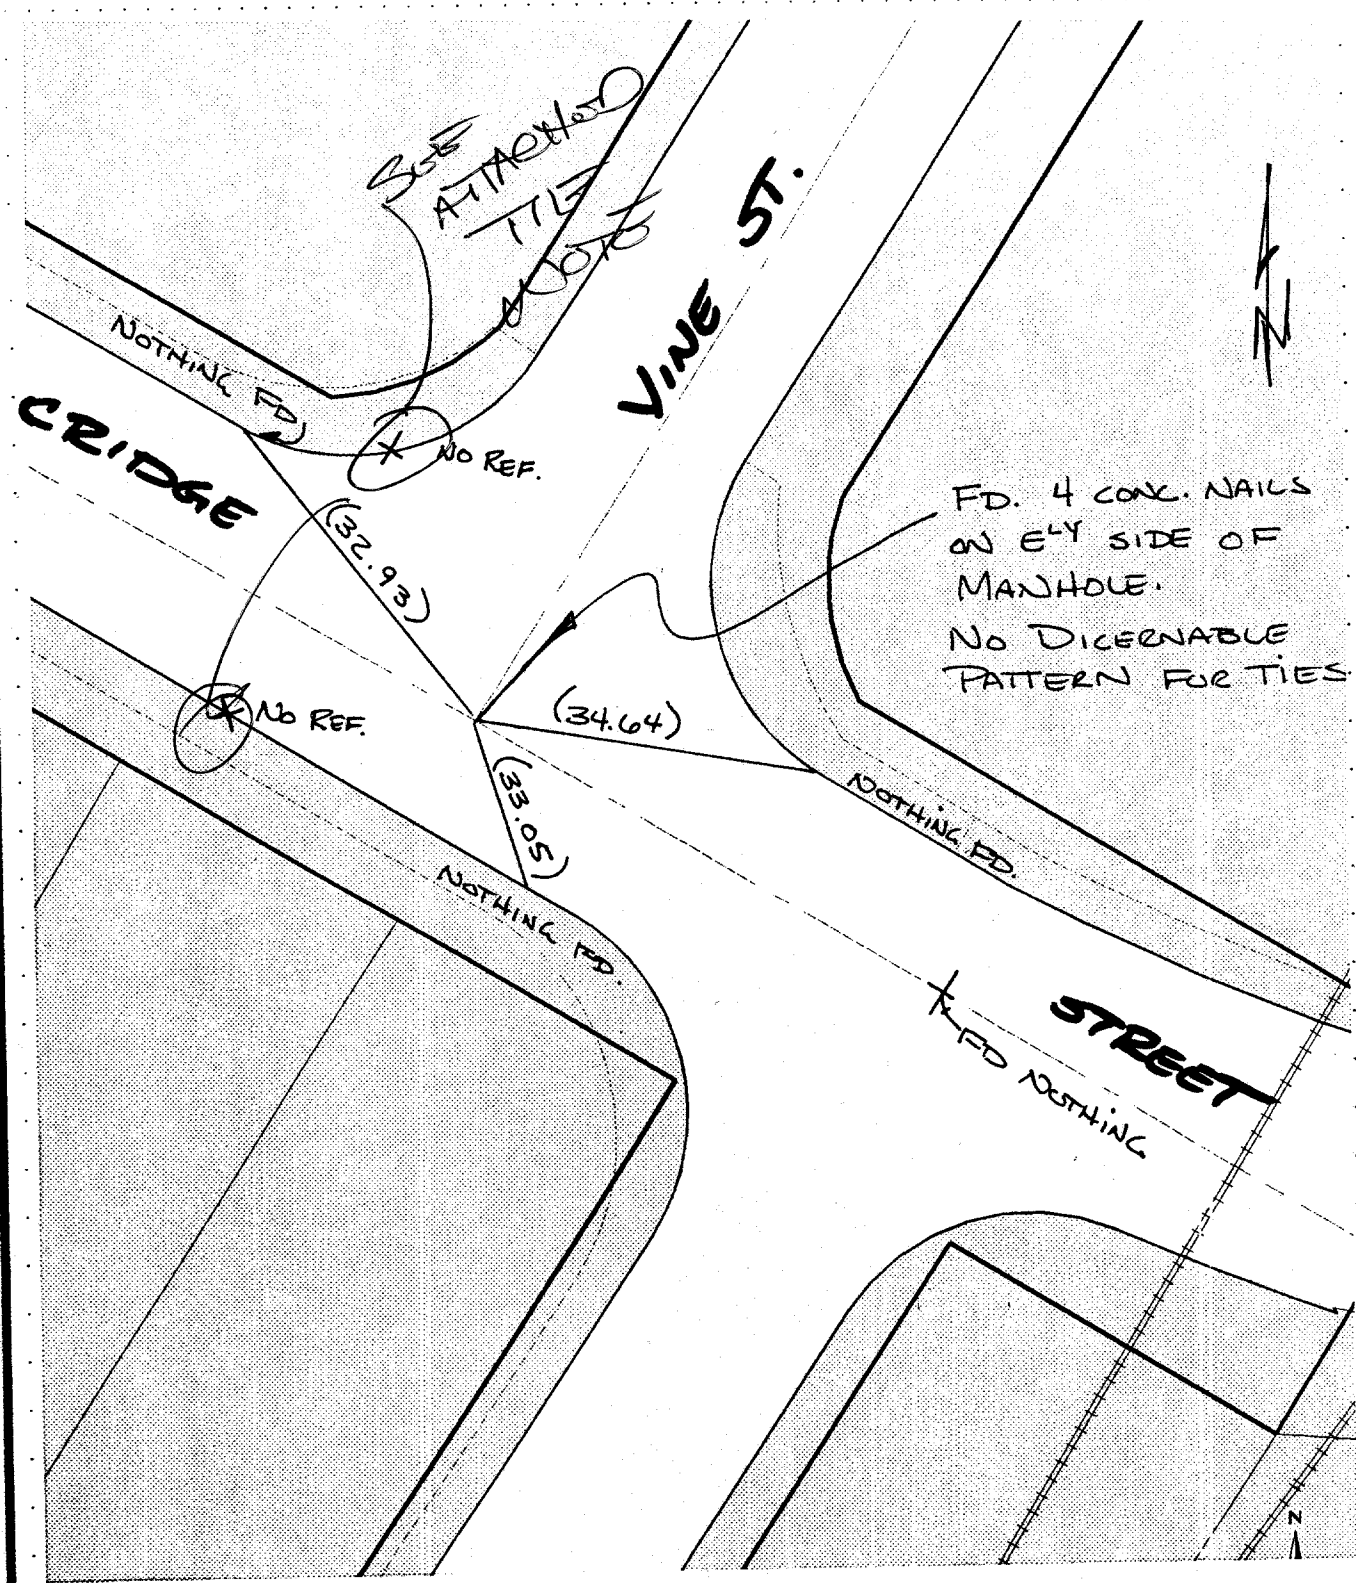 SEE
ATTACHED
TIE
NOTE
VINE ST.
NOTHING FD.
CRIDGE
NO REF.
(32.93)
FD. 4 CONC. NAILS
ON E'LY SIDE OF
MANHOLE.
NO DICERNABLE
PATTERN FOR TIES.
NO REF.
(34.64)
(33.05)
NOTHING FD.
NOTHING FD.
STREET
FD NOTHING
N
N